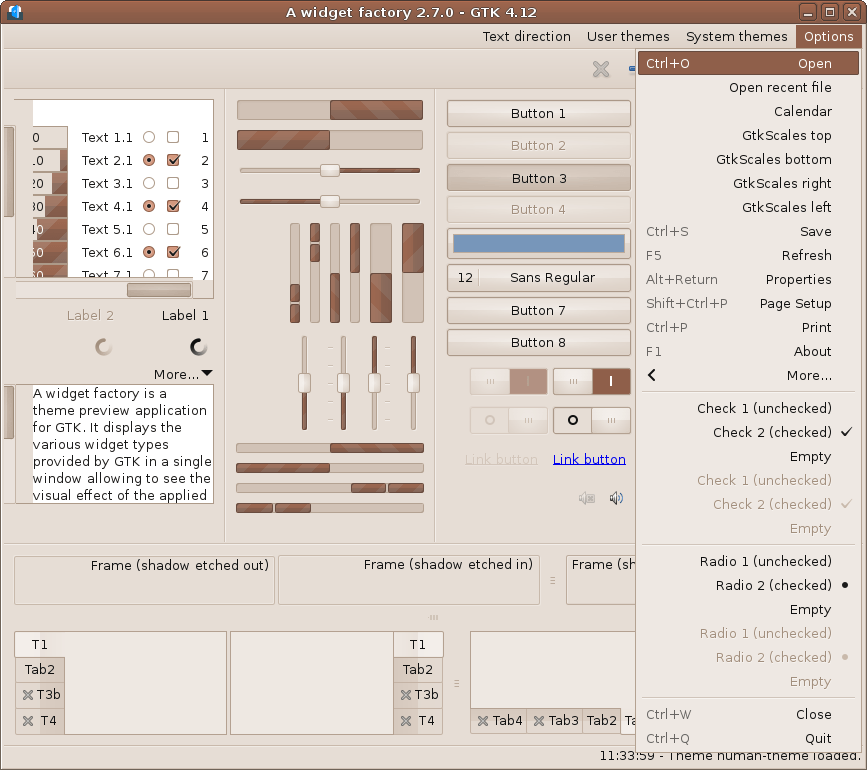 A widget factory 2.7.0 - GTK 4.12
Text direction User themes System themes Options
Ctrl+O Open
Open recent file
Calendar
GtkScales top
GtkScales bottom
GtkScales right
GtkScales left
Ctrl+S Save
F5 Refresh
Alt+Return Properties
Shift+Ctrl+P Page Setup
Ctrl+P Print
F1 About
More...
Check 1 (unchecked)
Check 2 (checked)
Empty
Check 1 (unchecked)
Check 2 (checked)
Empty
Radio 1 (unchecked)
Radio 2 (checked)
Empty
Radio 1 (unchecked)
Radio 2 (checked)
Empty
Ctrl+W Close
Ctrl+Q Quit
0 Text 1.1 1
10 Text 2.1 2
20 Text 3.1 3
30 Text 4.1 4
40 Text 5.1 5
50 Text 6.1 6
60 Text 7.1 7
Label 2 Label 1
More...
A widget factory is a
theme preview application
for GTK. It displays the
various widget types
provided by GTK in a single
window allowing to see the
visual effect of the applied
Button 1
Button 2
Button 3
Button 4
12 Sans Regular
Button 7
Button 8
Link button Link button
Frame (shadow etched out) Frame (shadow etched in) Frame (sh
T1
Tab2
T3b
T4
T1
Tab2
T3b
T4
Tab4 Tab3 Tab2 Ta
11:33:59 - Theme human-theme loaded.